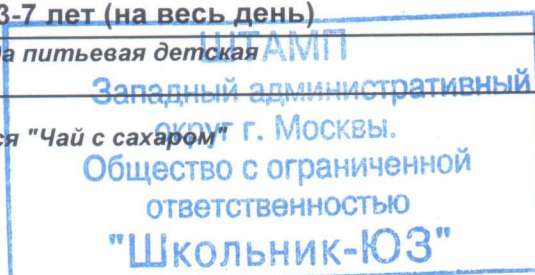 3-7 лет (на весь день)
да питьевая детская
ШТАМП
Западный административный
ся "Чай с сахаром"
округ г. Москвы.
Общество с ограниченной
ответственностью
"Школьник-ЮЗ"